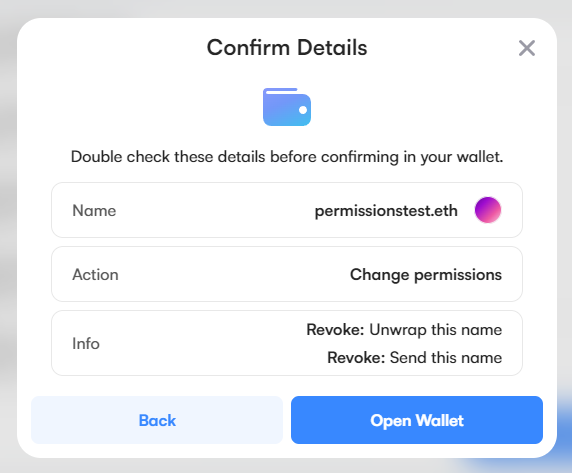 Confirm Details
Double check these details before confirming in your wallet.
Name permissionstest.eth
Action Change permissions
Info Revoke: Unwrap this name
Revoke: Send this name
Back Open Wallet